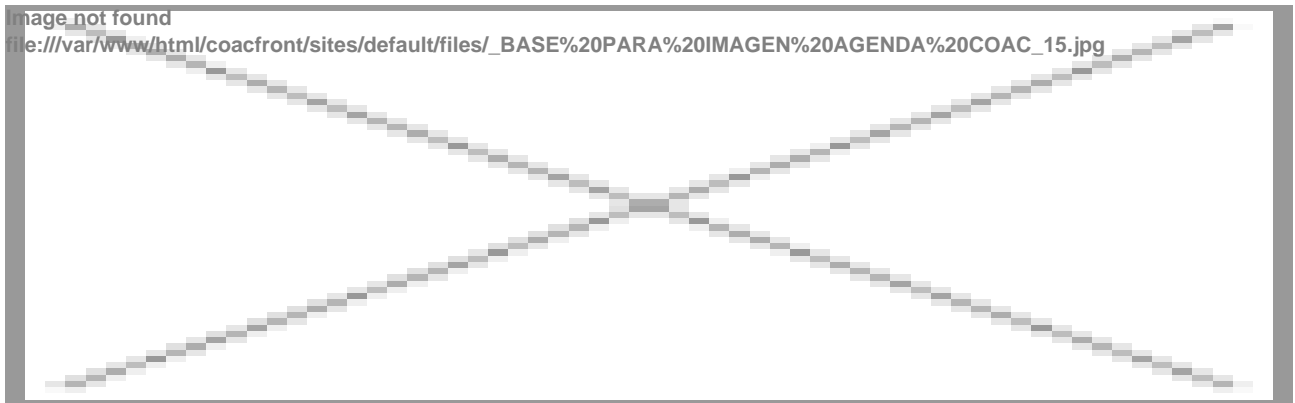 Image not found
file:///var/www/html/coacfront/sites/default/files/_BASE%20PARA%20IMAGEN%20AGENDA%20COAC_15.jpg